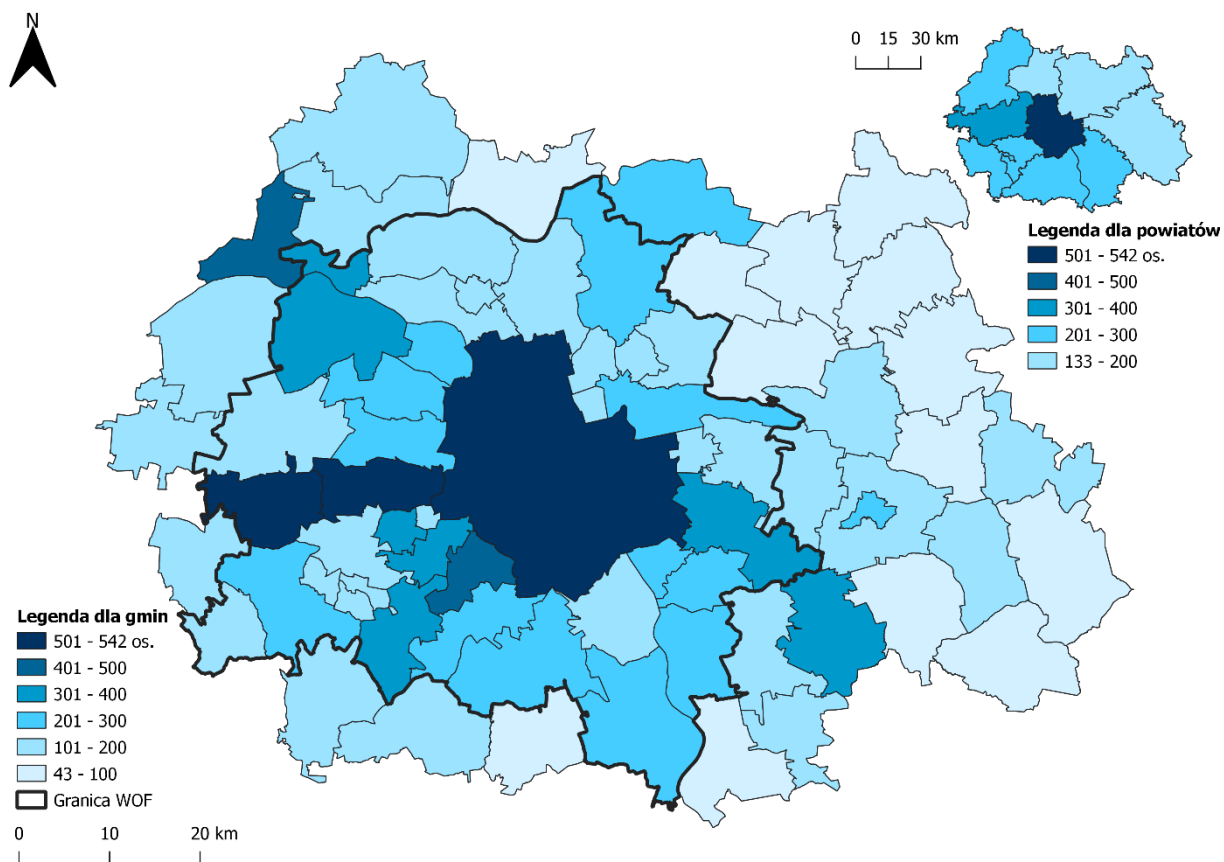 N
0 15 30 km
Legenda dla powiatów
501 - 542 os.
401 - 500
301 - 400
201 - 300
133 - 200
Legenda dla gmin
501 - 542 os.
401 - 500
301 - 400
201 - 300
101 - 200
43 - 100
Granica WOF
0 10 20 km